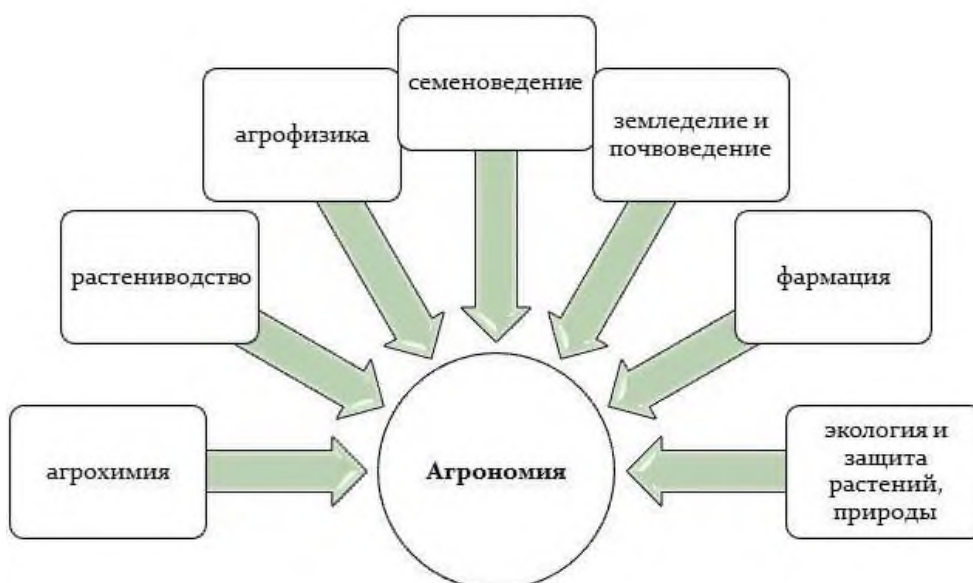 семеноведение
агрофизика
земледелие и
почвоведение
растениводство
фармация
агрохимия
Агрономия
экология и
защита
растений,
природы